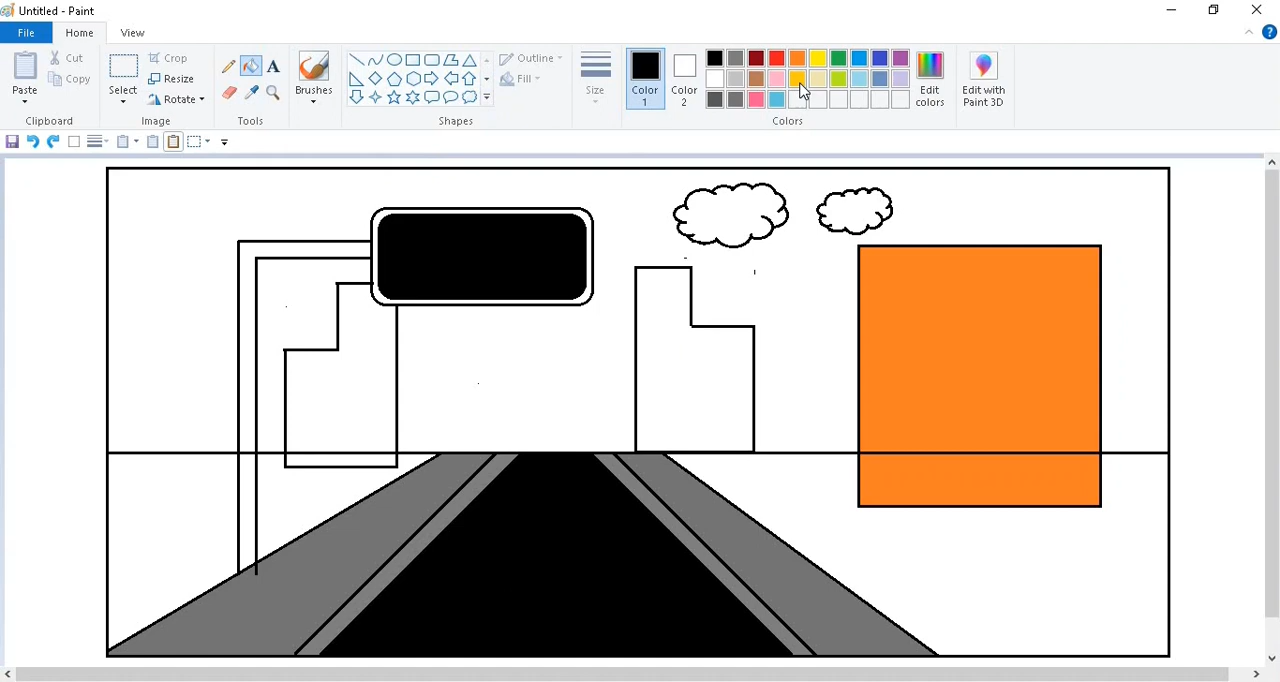 Untitled - Paint
File Home View
Paste
Cut
Copy
Clipboard
Select
Crop
Resize
Rotate
Image
A
Tools
Brushes
Shapes
Outline
Fill
Size
Color 1
Color 2
Colors
Edit colors
Edit with Paint 3D